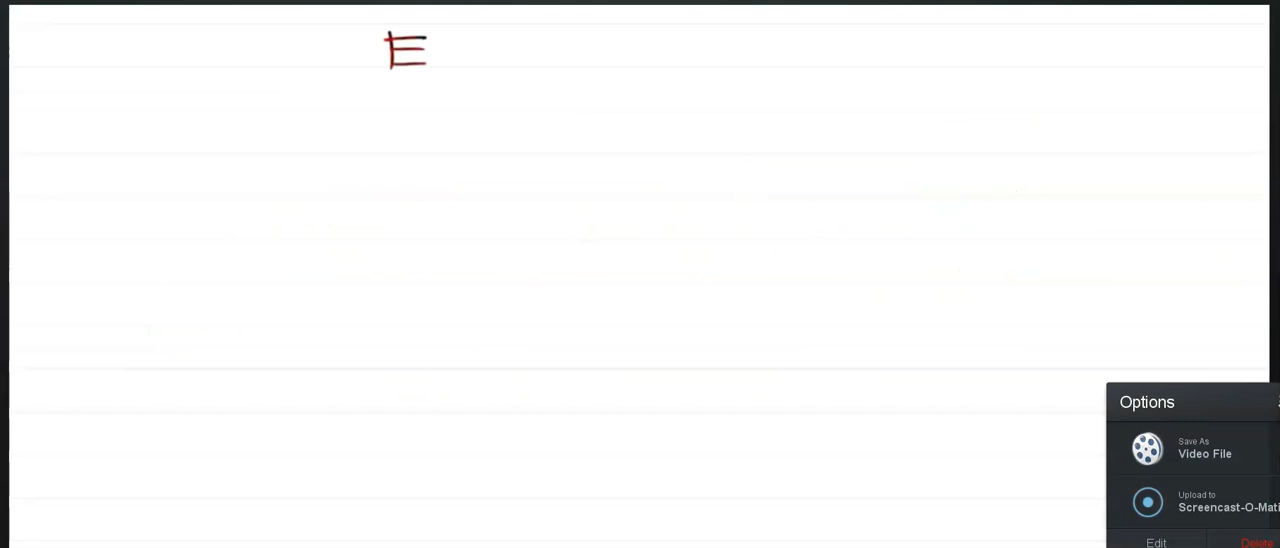 E
Options
Save As
Video File
Upload to
Screencast-O-Mati
Edit
Delete